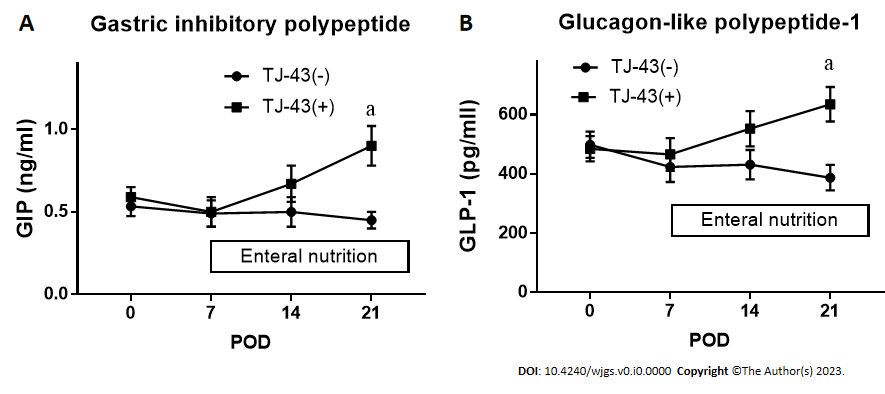 A
Gastric inhibitory polypeptide
TJ-43(-)
TJ-43(+)
a
GIP (ng/ml)
1.0
0.5
0.0
Enteral nutrition
0 7 14 21
POD
B
Glucagon-like polypeptide-1
TJ-43(-)
TJ-43(+)
a
GLP-1 (pg/mll)
600
400
200
0
Enteral nutrition
0 7 14 21
POD
DOI: 10.4240/wjgs.v0.i0.0000 Copyright ©The Author(s) 2023.